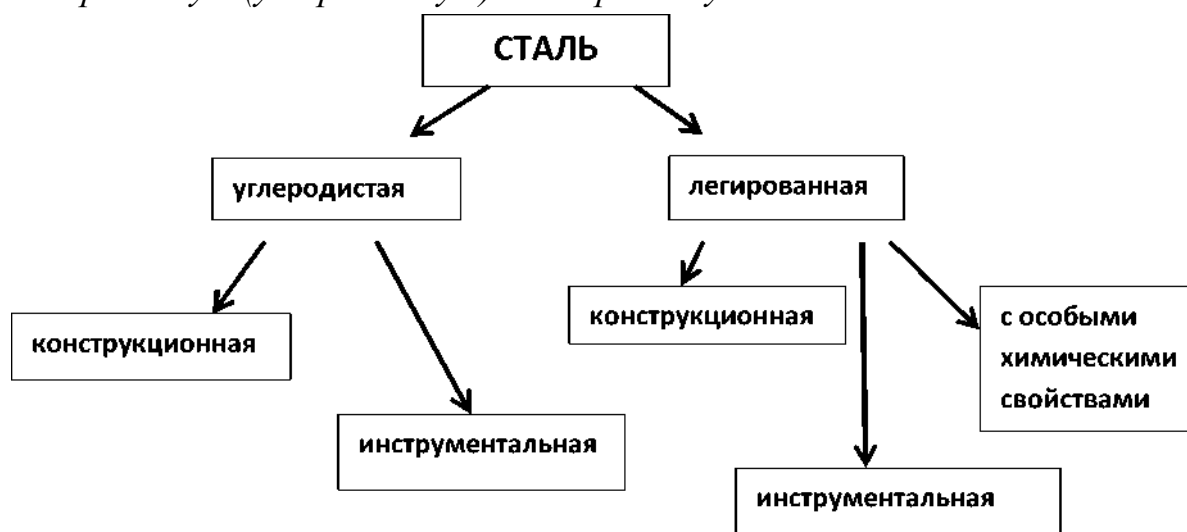 СТАЛЬ
углеродистая
легированная
конструкционная
инструментальная
конструкционная
инструментальная
с особыми
химическими
свойствами